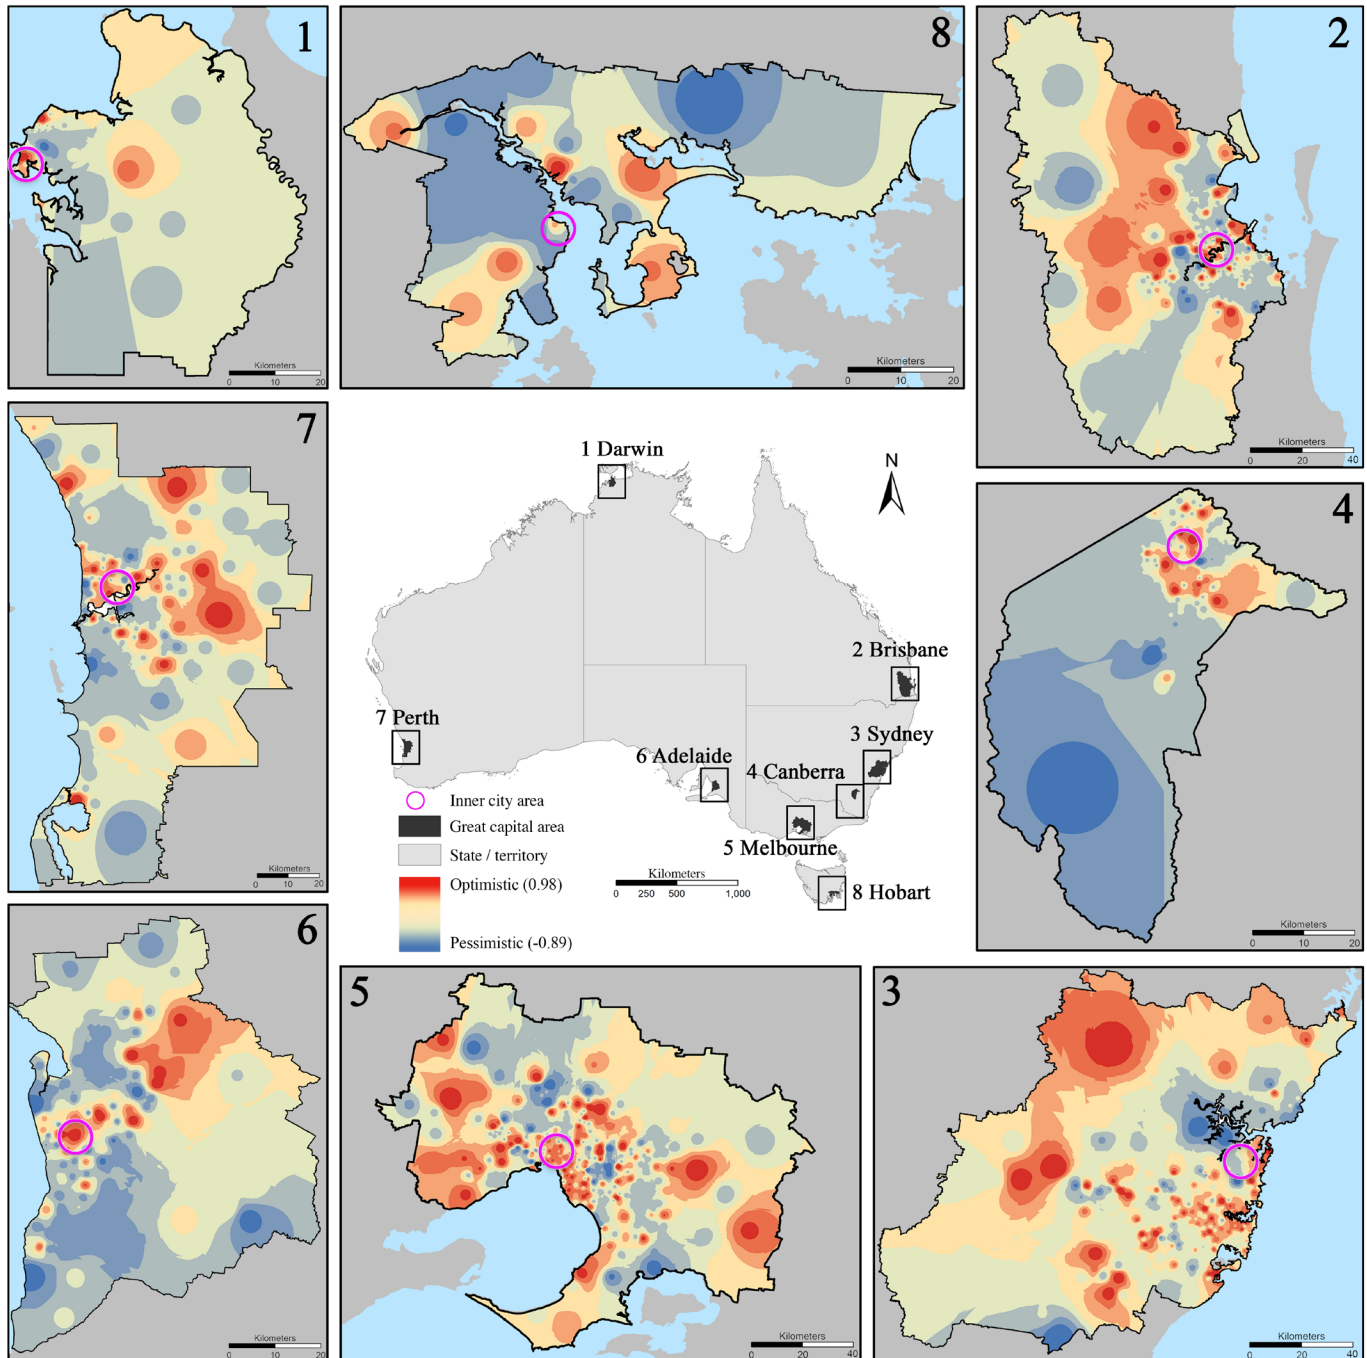 1
Kilometers
0 10 20
8
Kilometers
0 10 20
2
Kilometers
0 20 40
7
Kilometers
0 10 20
1 Darwin
N
2 Brisbane
7 Perth
3 Sydney
6 Adelaide
4 Canberra
5 Melbourne
8 Hobart
Inner city area
Great capital area
State / territory
Optimistic (0.98)
Pessimistic (-0.89)
Kilometers
0 250 500 1,000
4
Kilometers
0 10 20
6
Kilometers
0 10 20
5
Kilometers
0 20 40
3
Kilometers
0 20 40